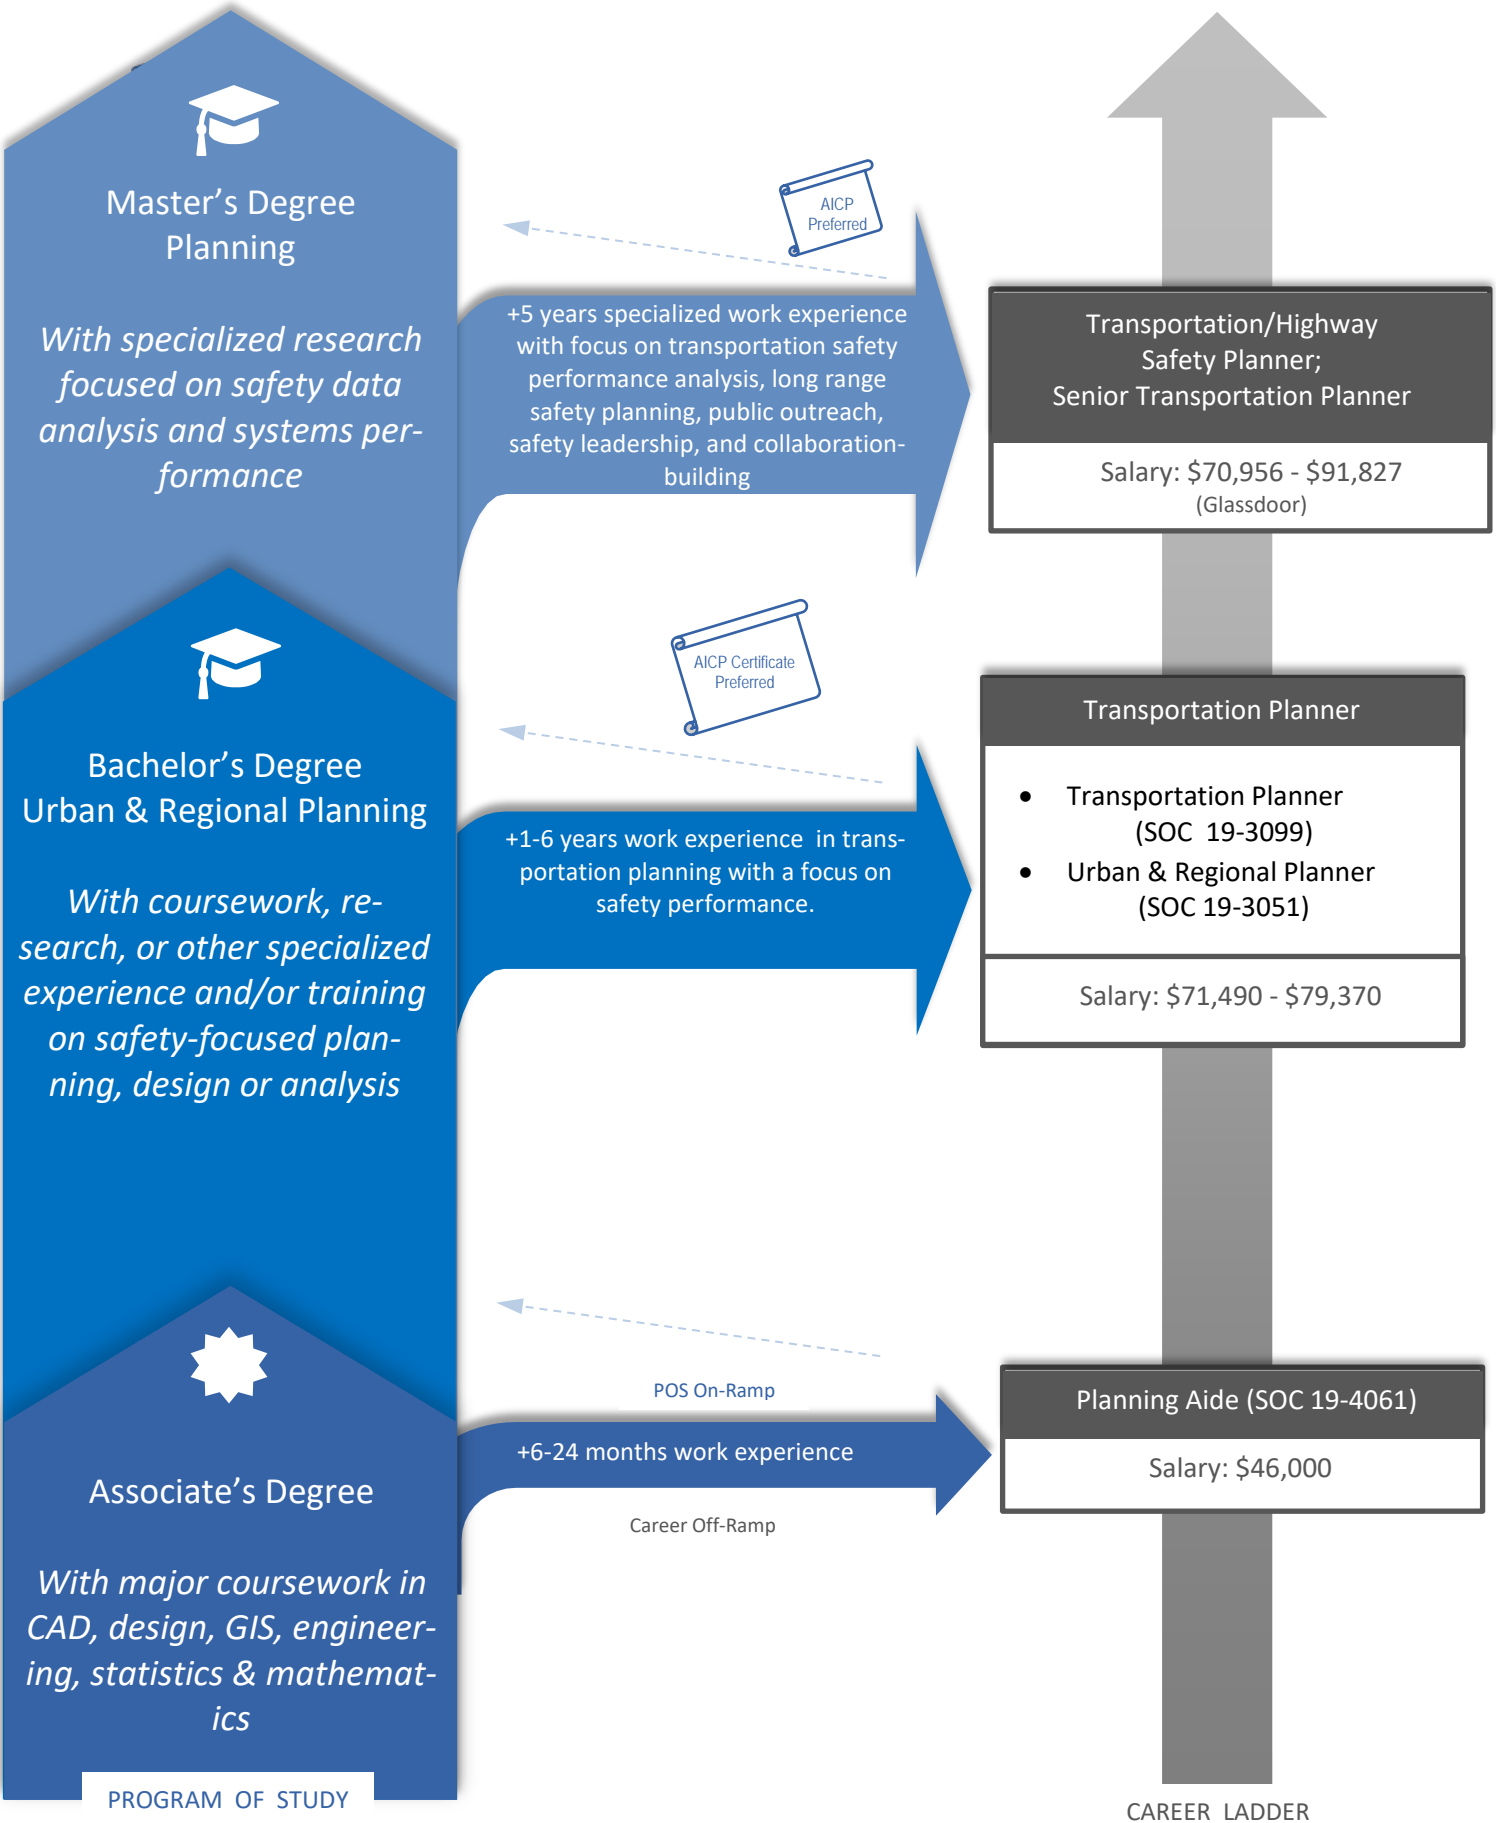 Master’s Degree
Planning
With specialized research
focused on safety data
analysis and systems per-
formance
AICP
Preferred
+5 years specialized work experience
with focus on transportation safety
performance analysis, long range
safety planning, public outreach,
safety leadership, and collaboration-
building
Transportation/Highway
Safety Planner;
Senior Transportation Planner
Salary: $70,956 - $91,827
(Glassdoor)
Bachelor’s Degree
Urban & Regional Planning
With coursework, re-
search, or other specialized
experience and/or training
on safety-focused plan-
ning, design or analysis
AICP Certificate
Preferred
+1-6 years work experience in trans-
portation planning with a focus on
safety performance.
Transportation Planner
• Transportation Planner
(SOC 19-3099)
• Urban & Regional Planner
(SOC 19-3051)
Salary: $71,490 - $79,370
Associate’s Degree
With major coursework in
CAD, design, GIS, engineer-
ing, statistics & mathemat-
ics
POS On-Ramp
+6-24 months work experience
Career Off-Ramp
Planning Aide (SOC 19-4061)
Salary: $46,000
PROGRAM OF STUDY
CAREER LADDER